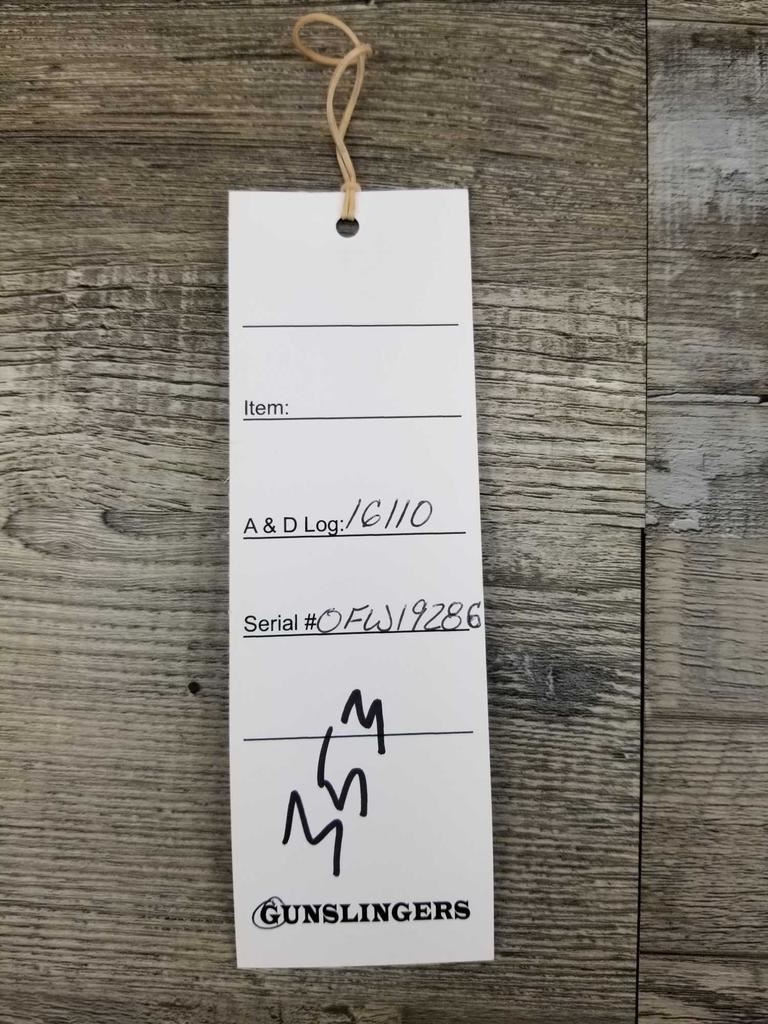 Item:
A & D Log: 16110
Serial # OFW19286
GUNSLINGERS